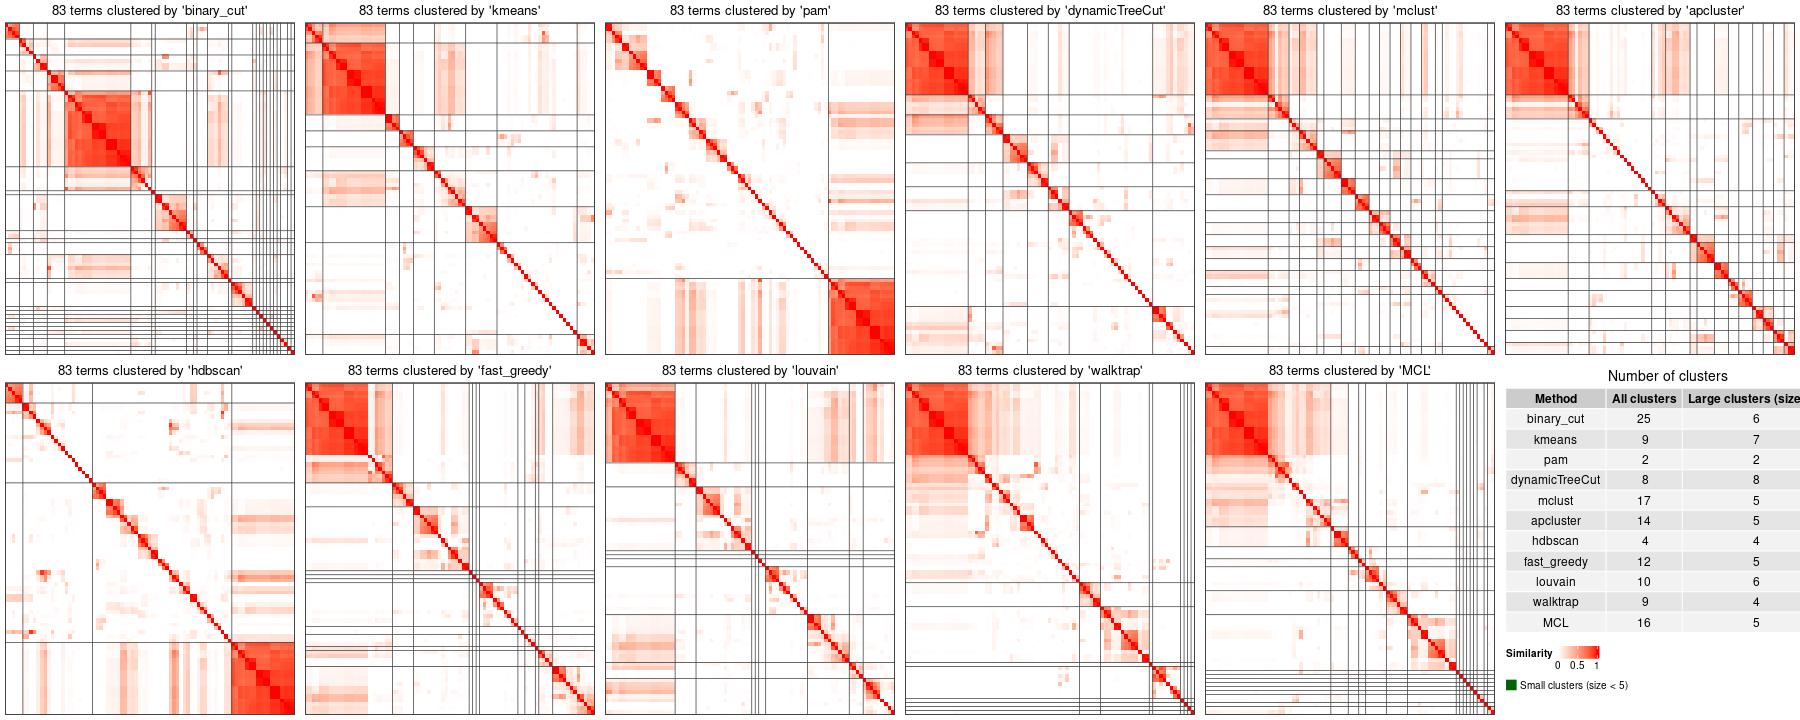 83 terms clustered by 'binary_cut'
83 terms clustered by 'kmeans'
83 terms clustered by 'pam'
83 terms clustered by 'dynamicTreeCut'
83 terms clustered by 'mclust'
83 terms clustered by 'apcluster'
83 terms clustered by 'hdbscan'
83 terms clustered by 'fast_greedy'
83 terms clustered by 'louvain'
83 terms clustered by 'walktrap'
83 terms clustered by 'MCL'
Number of clusters
Method All clusters Large clusters (size
binary_cut 25 6
kmeans 9 7
pam 2 2
dynamicTreeCut 8 8
mclust 17 5
apcluster 14 5
hdbscan 4 4
fast_greedy 12 5
louvain 10 6
walktrap 9 4
MCL 16 5
Similarity
0 0.5 1
Small clusters (size < 5)